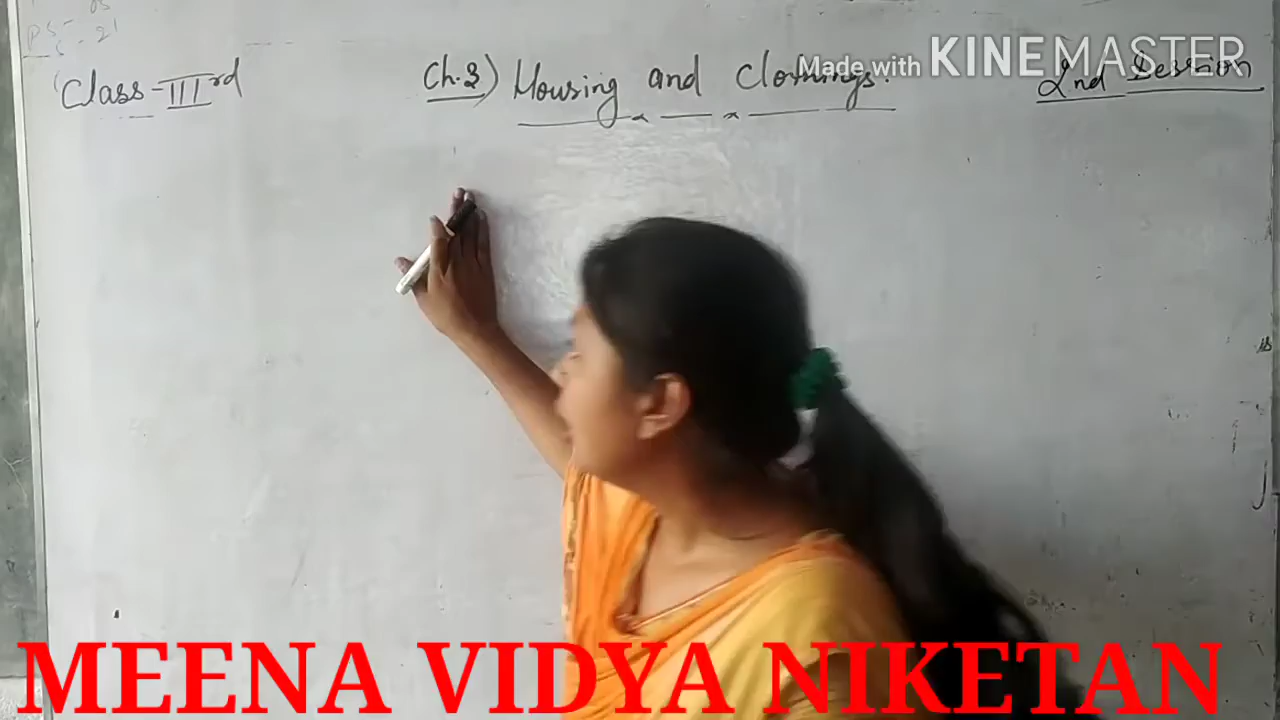 Class-IIIrd
Ch.3) Housing and Clothings.
2nd Session
Made with KINEMASTER
MEENA VIDYA NIKETAN